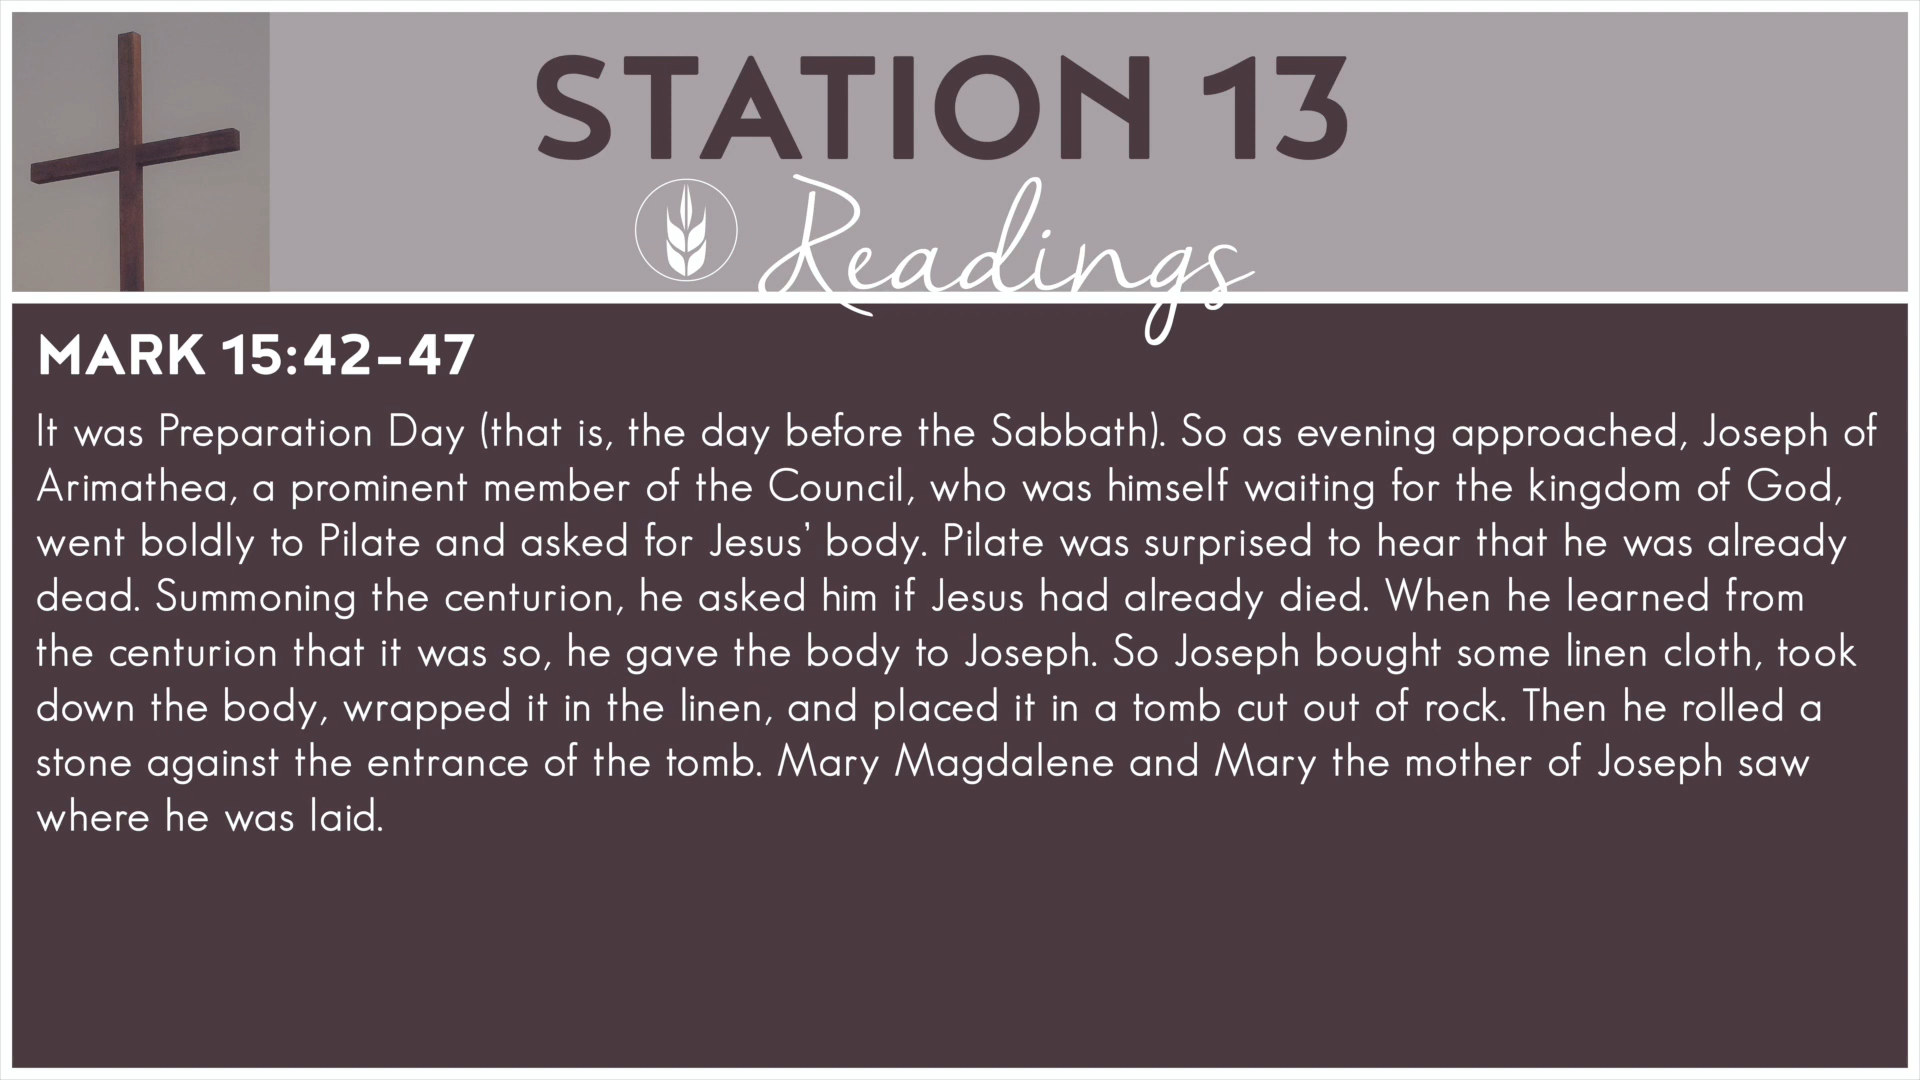 STATION 13
Readings
MARK 15:42-47
It was Preparation Day (that is, the day before the Sabbath). So as evening approached, Joseph of
Arimathea, a prominent member of the Council, who was himself waiting for the kingdom of God,
went boldly to Pilate and asked for Jesus’ body. Pilate was surprised to hear that he was already
dead. Summoning the centurion, he asked him if Jesus had already died. When he learned from
the centurion that it was so, he gave the body to Joseph. So Joseph bought some linen cloth, took
down the body, wrapped it in the linen, and placed it in a tomb cut out of rock. Then he rolled a
stone against the entrance of the tomb. Mary Magdalene and Mary the mother of Joseph saw
where he was laid.